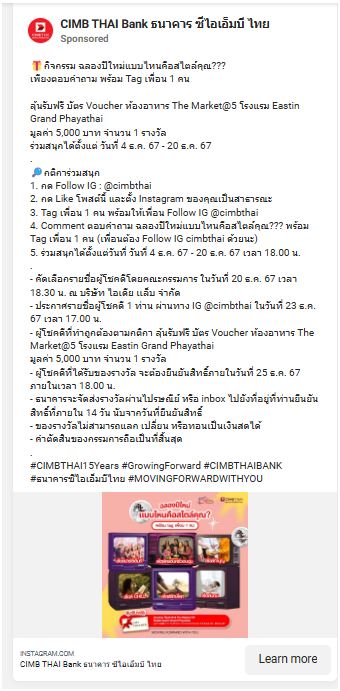 CIMB THAI Bank ธนาคาร ซีไอเอ็มบี ไทย
Sponsored
🎁 กิจกรรม ฉลองปีใหม่แบบไหนคือสไตล์คุณ???
เพียงตอบคำถาม พร้อม Tag เพื่อน 1 คน
ลุ้นรับฟรี บัตร Voucher ห้องอาหาร The Market@5 โรงแรม Eastin
Grand Phayathai
มูลค่า 5,000 บาท จำนวน 1 รางวัล
ร่วมสนุกได้ตั้งแต่ วันที่ 4 ธ.ค. 67 - 20 ธ.ค. 67
.
🔎 กติการ่วมสนุก
1. กด Follow IG : @cimbthai
2. กด Like โพสต์นี้ และตั้ง Instagram ของคุณเป็นสาธารณะ
3. Tag เพื่อน 1 คน พร้อมให้เพื่อน Follow IG @cimbthai
4. Comment ตอบคำถาม ฉลองปีใหม่แบบไหนคือสไตล์คุณ??? พร้อม
Tag เพื่อน 1 คน (เพื่อนต้อง Follow IG cimbthai ด้วยนะ)
5. ร่วมสนุกได้ตั้งแต่วันที่ วันที่ 4 ธ.ค. 67 - 20 ธ.ค. 67 เวลา 18.00 น.
.
- คัดเลือกรายชื่อผู้โชคดีโดยคณะกรรมการ ในวันที่ 20 ธ.ค. 67 เวลา
18.30 น. ณ บริษัท ไอเดีย แล็บ จำกัด
- ประกาศรายชื่อผู้โชคดี 1 ท่าน ผ่านทาง IG @cimbthai ในวันที่ 23 ธ.ค.
67 เวลา 17.00 น.
- ผู้โชคดีที่ทำถูกต้องตามกติกา ลุ้นรับฟรี บัตร Voucher ห้องอาหาร The
Market@5 โรงแรม Eastin Grand Phayathai
มูลค่า 5,000 บาท จำนวน 1 รางวัล
- ผู้โชคดีที่ได้รับของรางวัล จะต้องยืนยันสิทธิ์ภายในวันที่ 25 ธ.ค. 67
ภายในเวลา 18.00 น.
- ธนาคารจะจัดส่งรางวัลผ่านไปรษณีย์ หรือ inbox ไปยังที่อยู่ที่ท่านยืนยัน
สิทธิ์ที่ภายใน 14 วัน นับจากวันที่ยืนยันสิทธิ์
- ของรางวัลไม่สามารถแลก เปลี่ยน หรือทอนเป็นเงินสดได้
- คำตัดสินของกรรมการถือเป็นที่สิ้นสุด
.
#CIMBTHAI15Years #GrowingForward #CIMBTHAIBANK
#ธนาคารซีไอเอ็มบีไทย #MOVINGFORWARDWITHYOU
ฉลองปีใหม่
แบบไหนคือสไตล์คุณ?
พร้อม tag เพื่อน 1 คน
INSTAGRAM.COM
CIMB THAI Bank ธนาคาร ซีไอเอ็มบี ไทย
Learn more